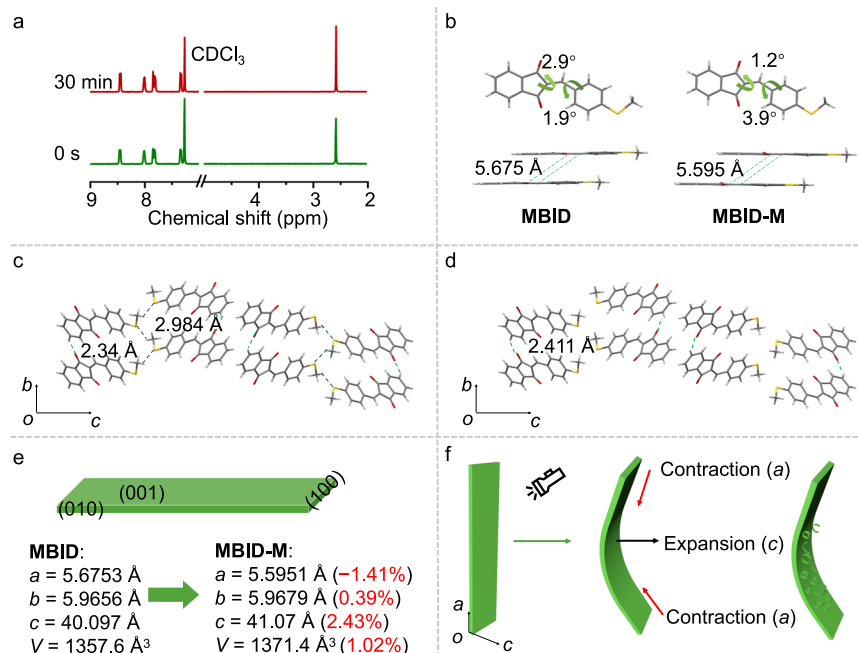 a
CDCl₃
30 min
0 s
9 8 4 3 2
Chemical shift (ppm)
b
2.9° 1.2°
1.9° 3.9°
5.675 Å 5.595 Å
MBID MBID-M
c
2.984 Å
2.34 Å
b
o c
d
2.411 Å
b
o c
e
(001) (100)
(010)
MBID: MBID-M:
a = 5.6753 Å a = 5.5951 Å (−1.41%)
b = 5.9656 Å b = 5.9679 Å (0.39%)
c = 40.097 Å c = 41.07 Å (2.43%)
V = 1357.6 Å³ V = 1371.4 Å³ (1.02%)
f
Contraction (a)
Expansion (c)
Contraction (a)
a
o c